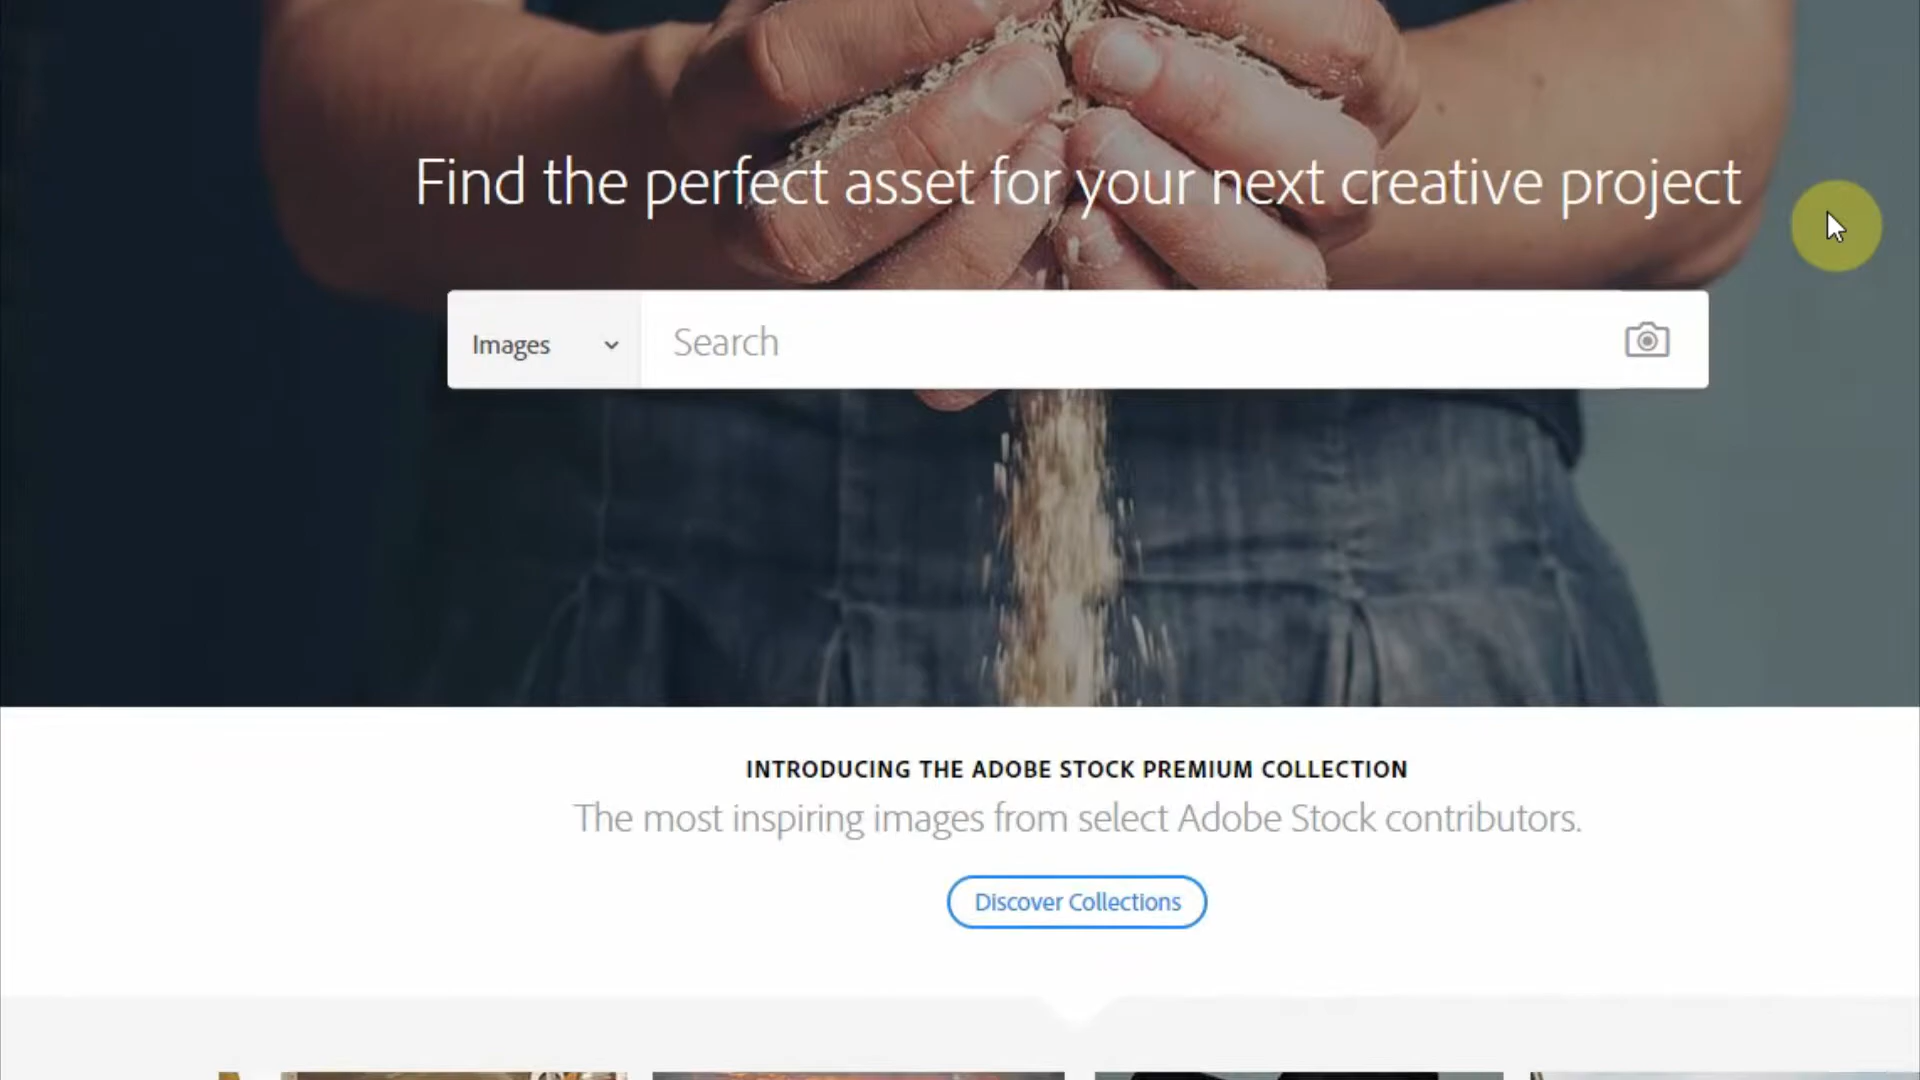 Find the perfect asset for your next creative project
Images
Search
INTRODUCING THE ADOBE STOCK PREMIUM COLLECTION
The most inspiring images from select Adobe Stock contributors.
Discover Collections